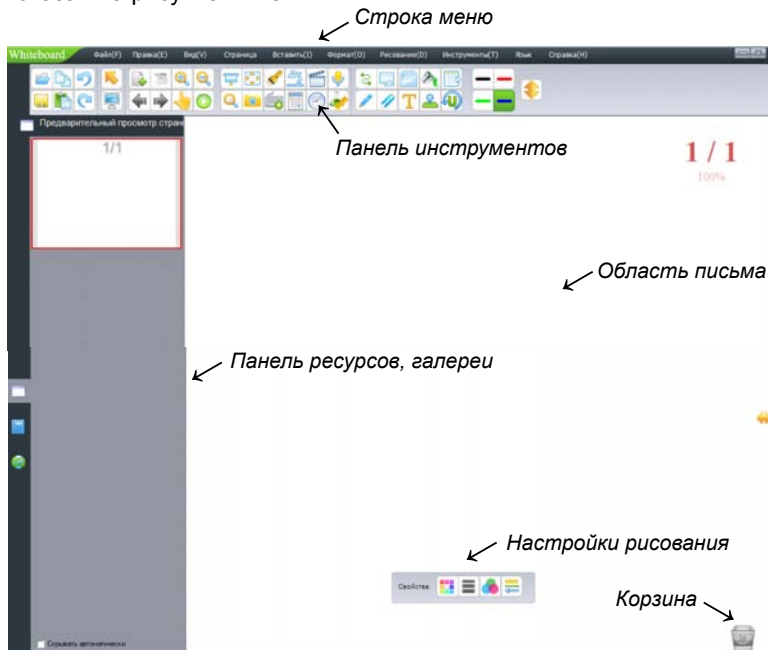 Строка меню
Whiteboard Файл(F) Правка(E) Вид(V) Страница Вставить(I) Формат(O) Рисование(D) Инструменты(T) Язык Справка(H)
Предварительный просмотр стран
1/1
Панель инструментов
1 / 1
100%
Область письма
Панель ресурсов, галереи
Настройки рисования
Свойства
Корзина
Скрывать автоматически